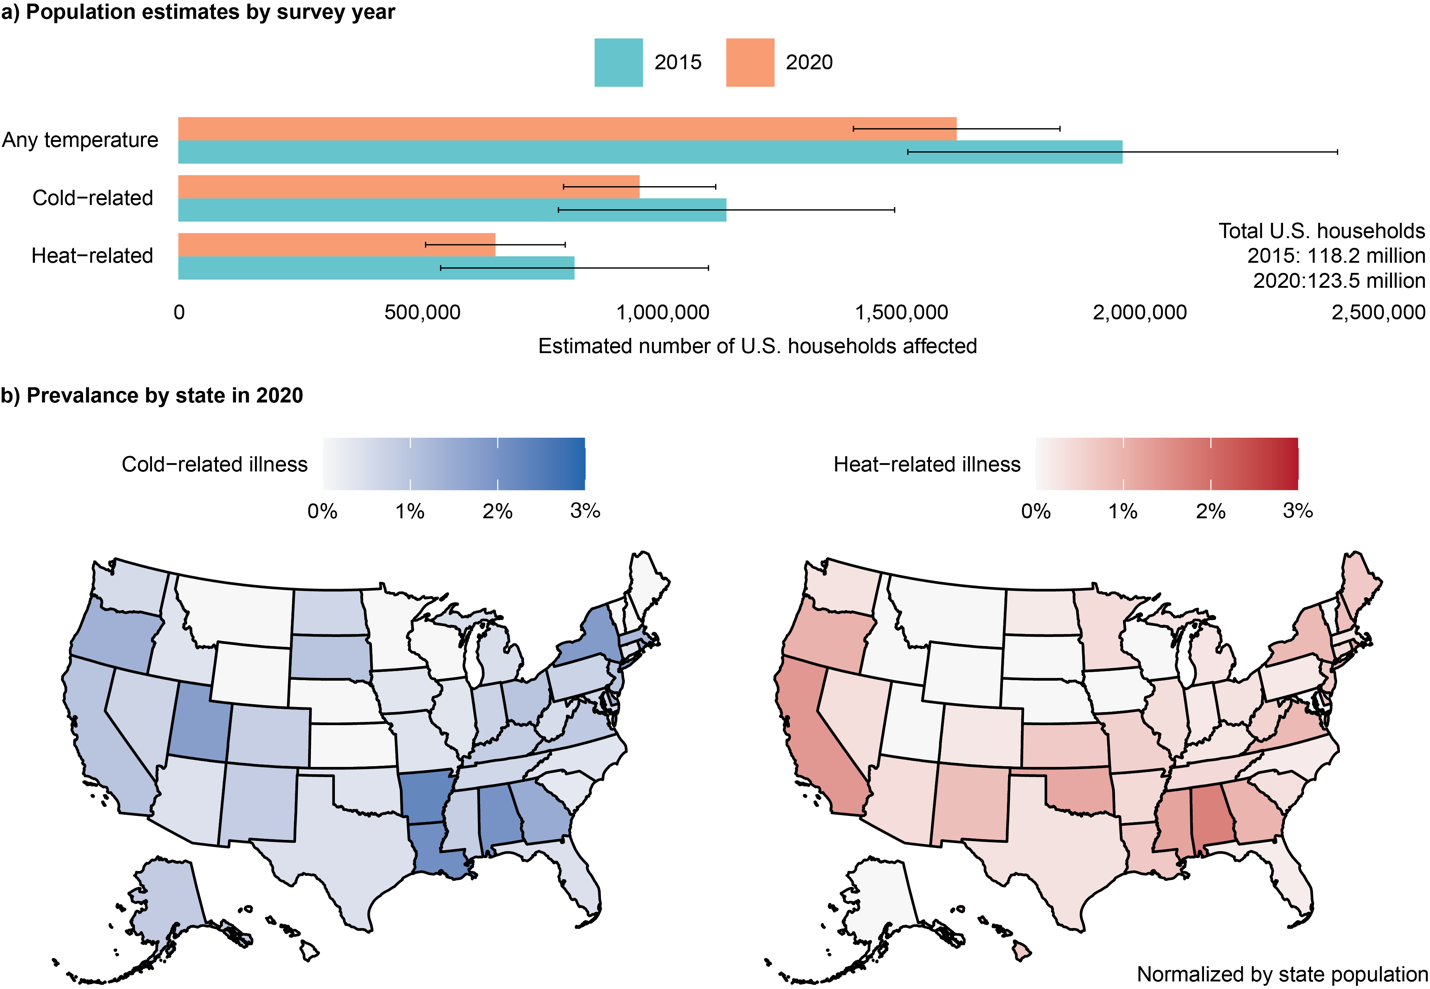 a) Population estimates by survey year
2015 2020
Any temperature
Cold−related
Heat−related
Total U.S. households
2015: 118.2 million
2020:123.5 million
0 500,000 1,000,000 1,500,000 2,000,000 2,500,000
Estimated number of U.S. households affected
b) Prevalance by state in 2020
Cold−related illness
0% 1% 2% 3%
Heat−related illness
0% 1% 2% 3%
Normalized by state population